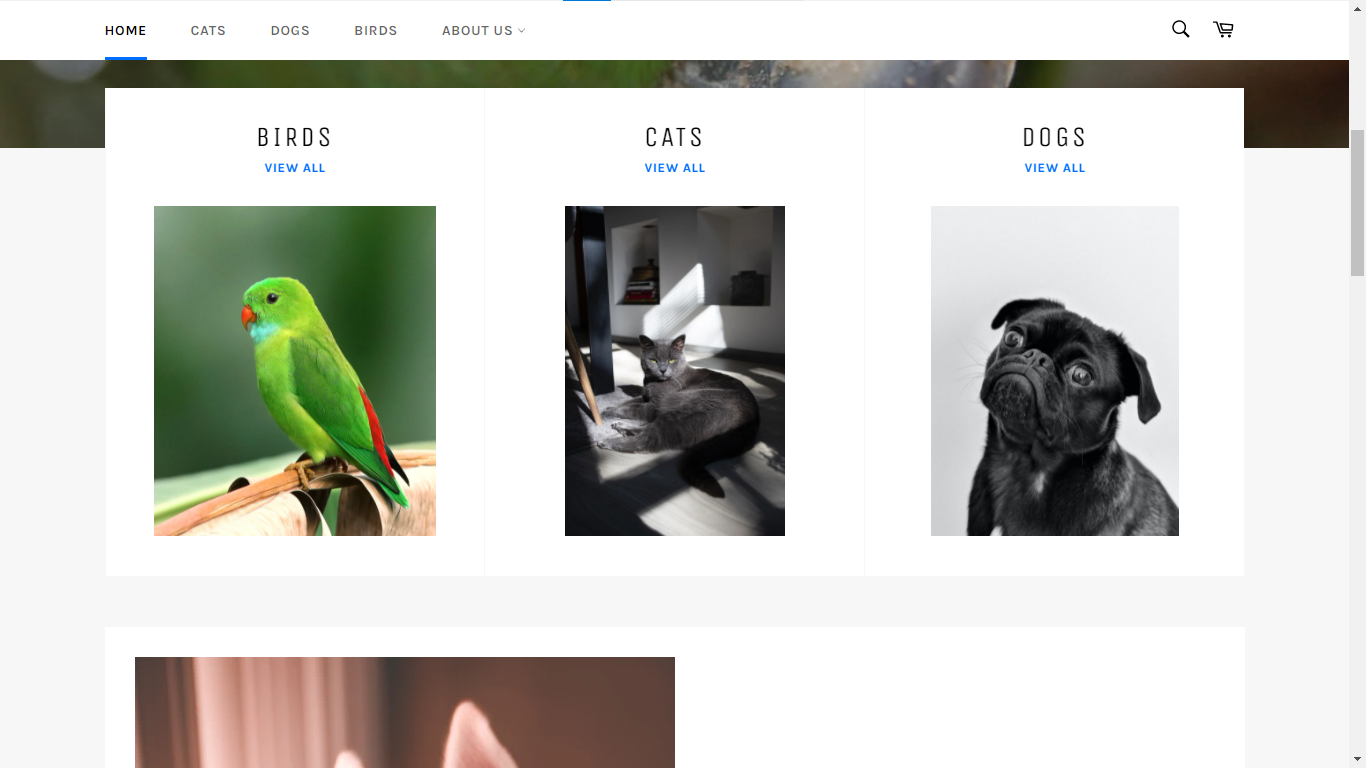 HOME CATS DOGS BIRDS ABOUT US
BIRDS
VIEW ALL
CATS
VIEW ALL
DOGS
VIEW ALL